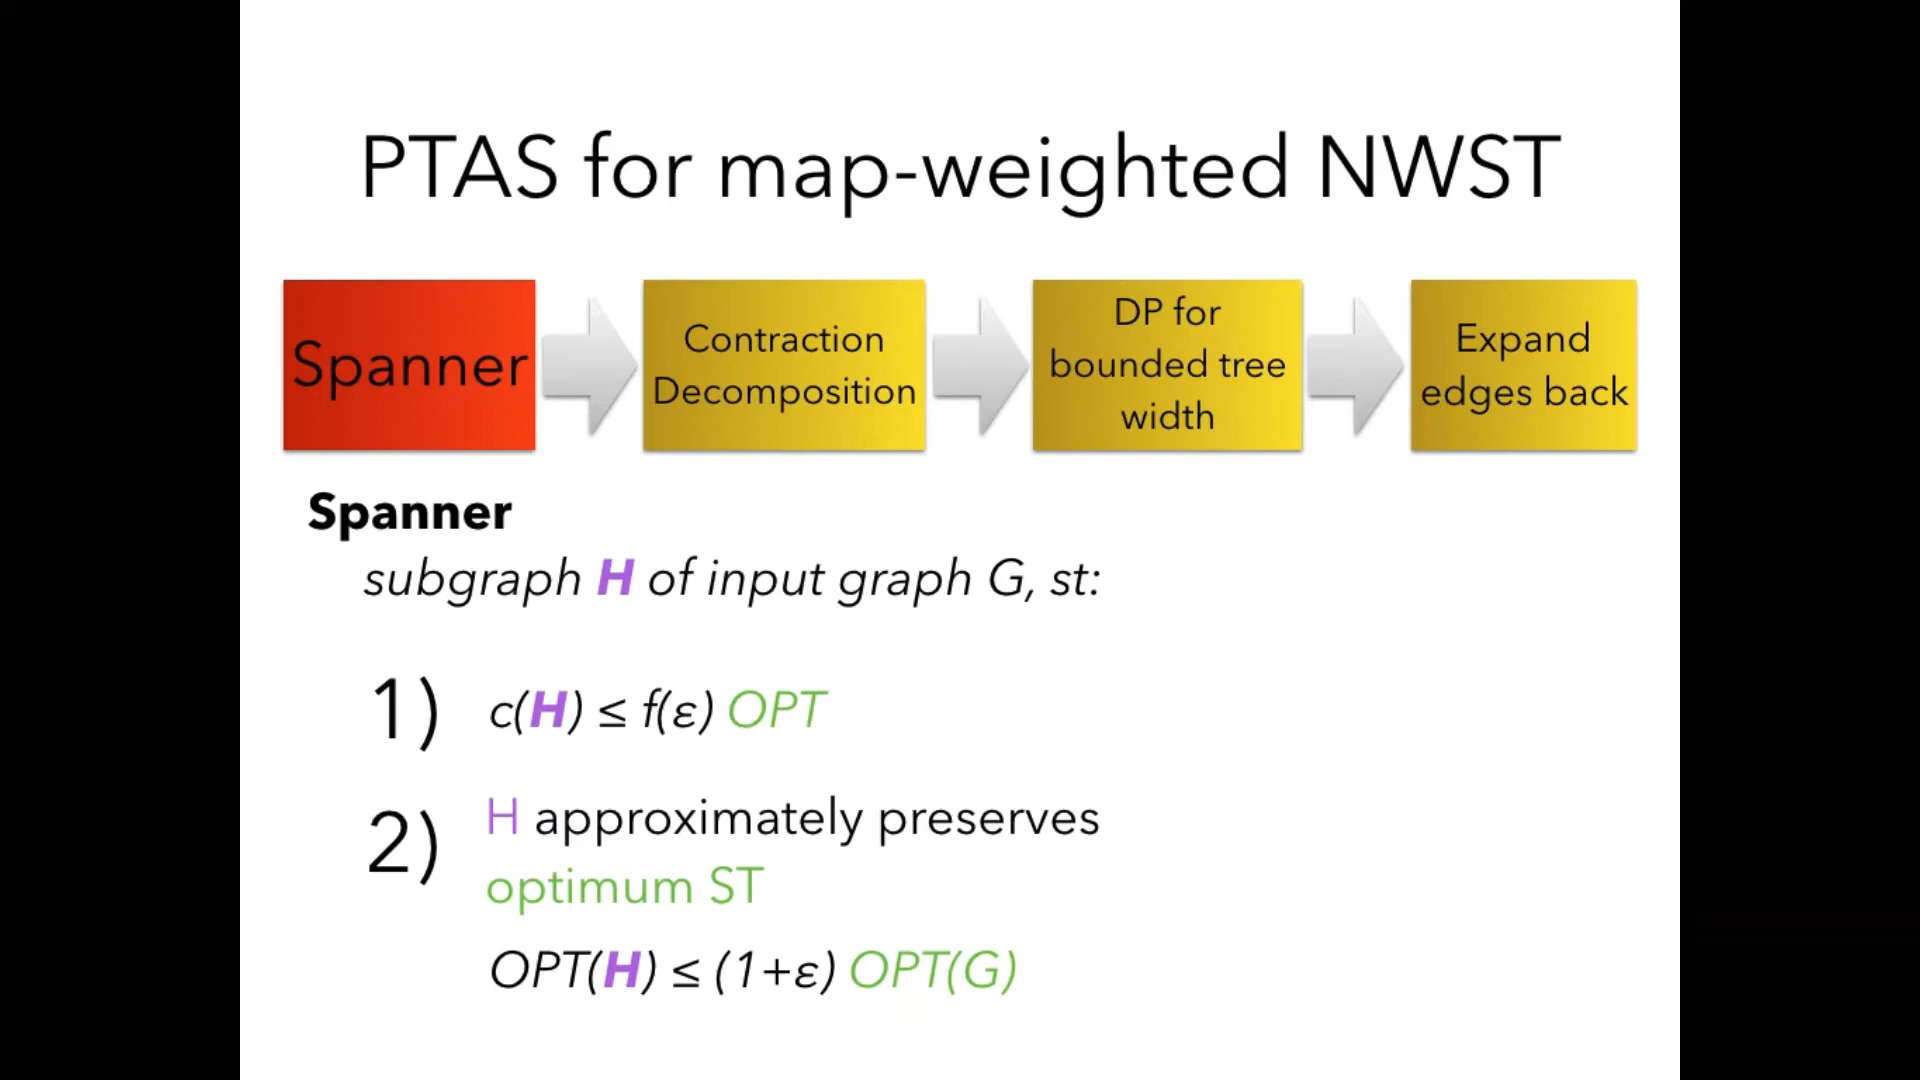 PTAS for map-weighted NWST
Spanner
Contraction
Decomposition
DP for
bounded tree
width
Expand
edges back
Spanner
subgraph H of input graph G, st:
1) c(H) ≤ f(ε) OPT
2) H approximately preserves
optimum ST
OPT(H) ≤ (1+ε) OPT(G)